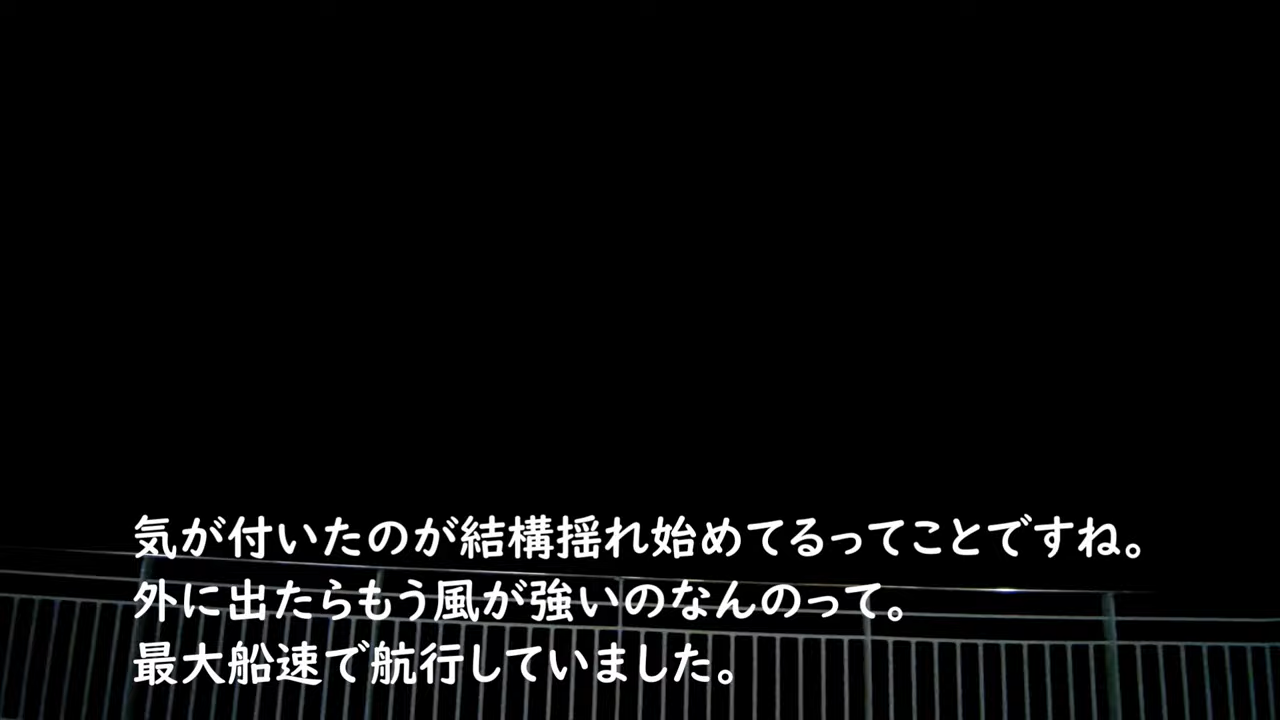 気が付いたのが結構揺れ始めてるってことですね。
外に出たらもう風が強いのなんのって。
最大船速で航行していました。